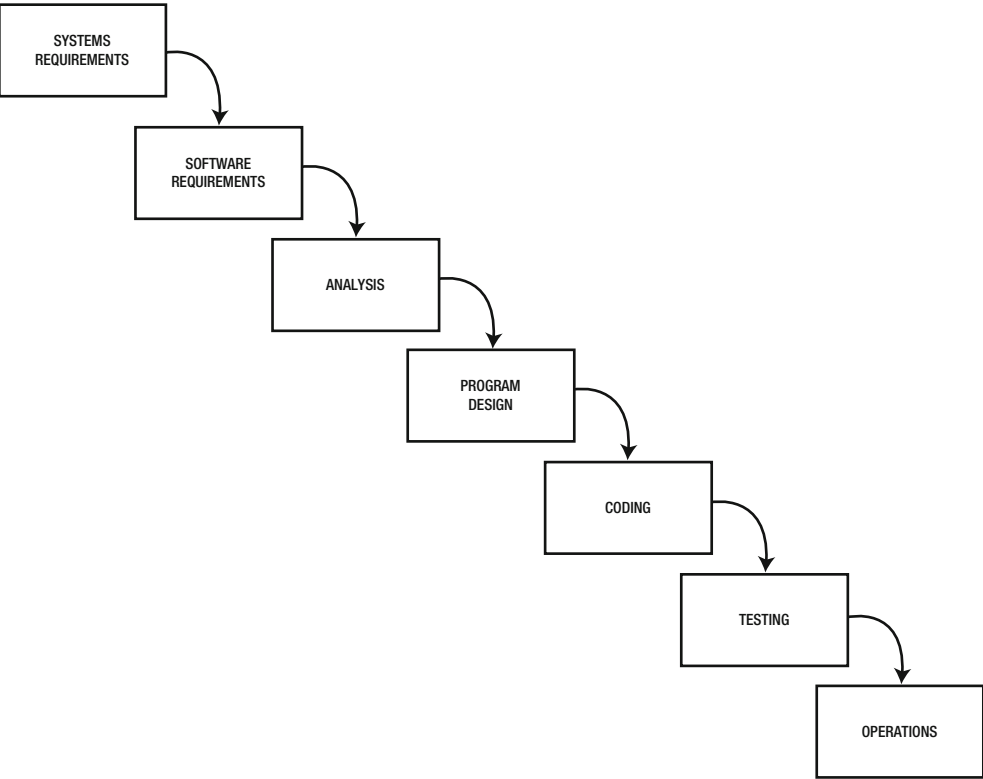 SYSTEMS
REQUIREMENTS
SOFTWARE
REQUIREMENTS
ANALYSIS
PROGRAM
DESIGN
CODING
TESTING
OPERATIONS